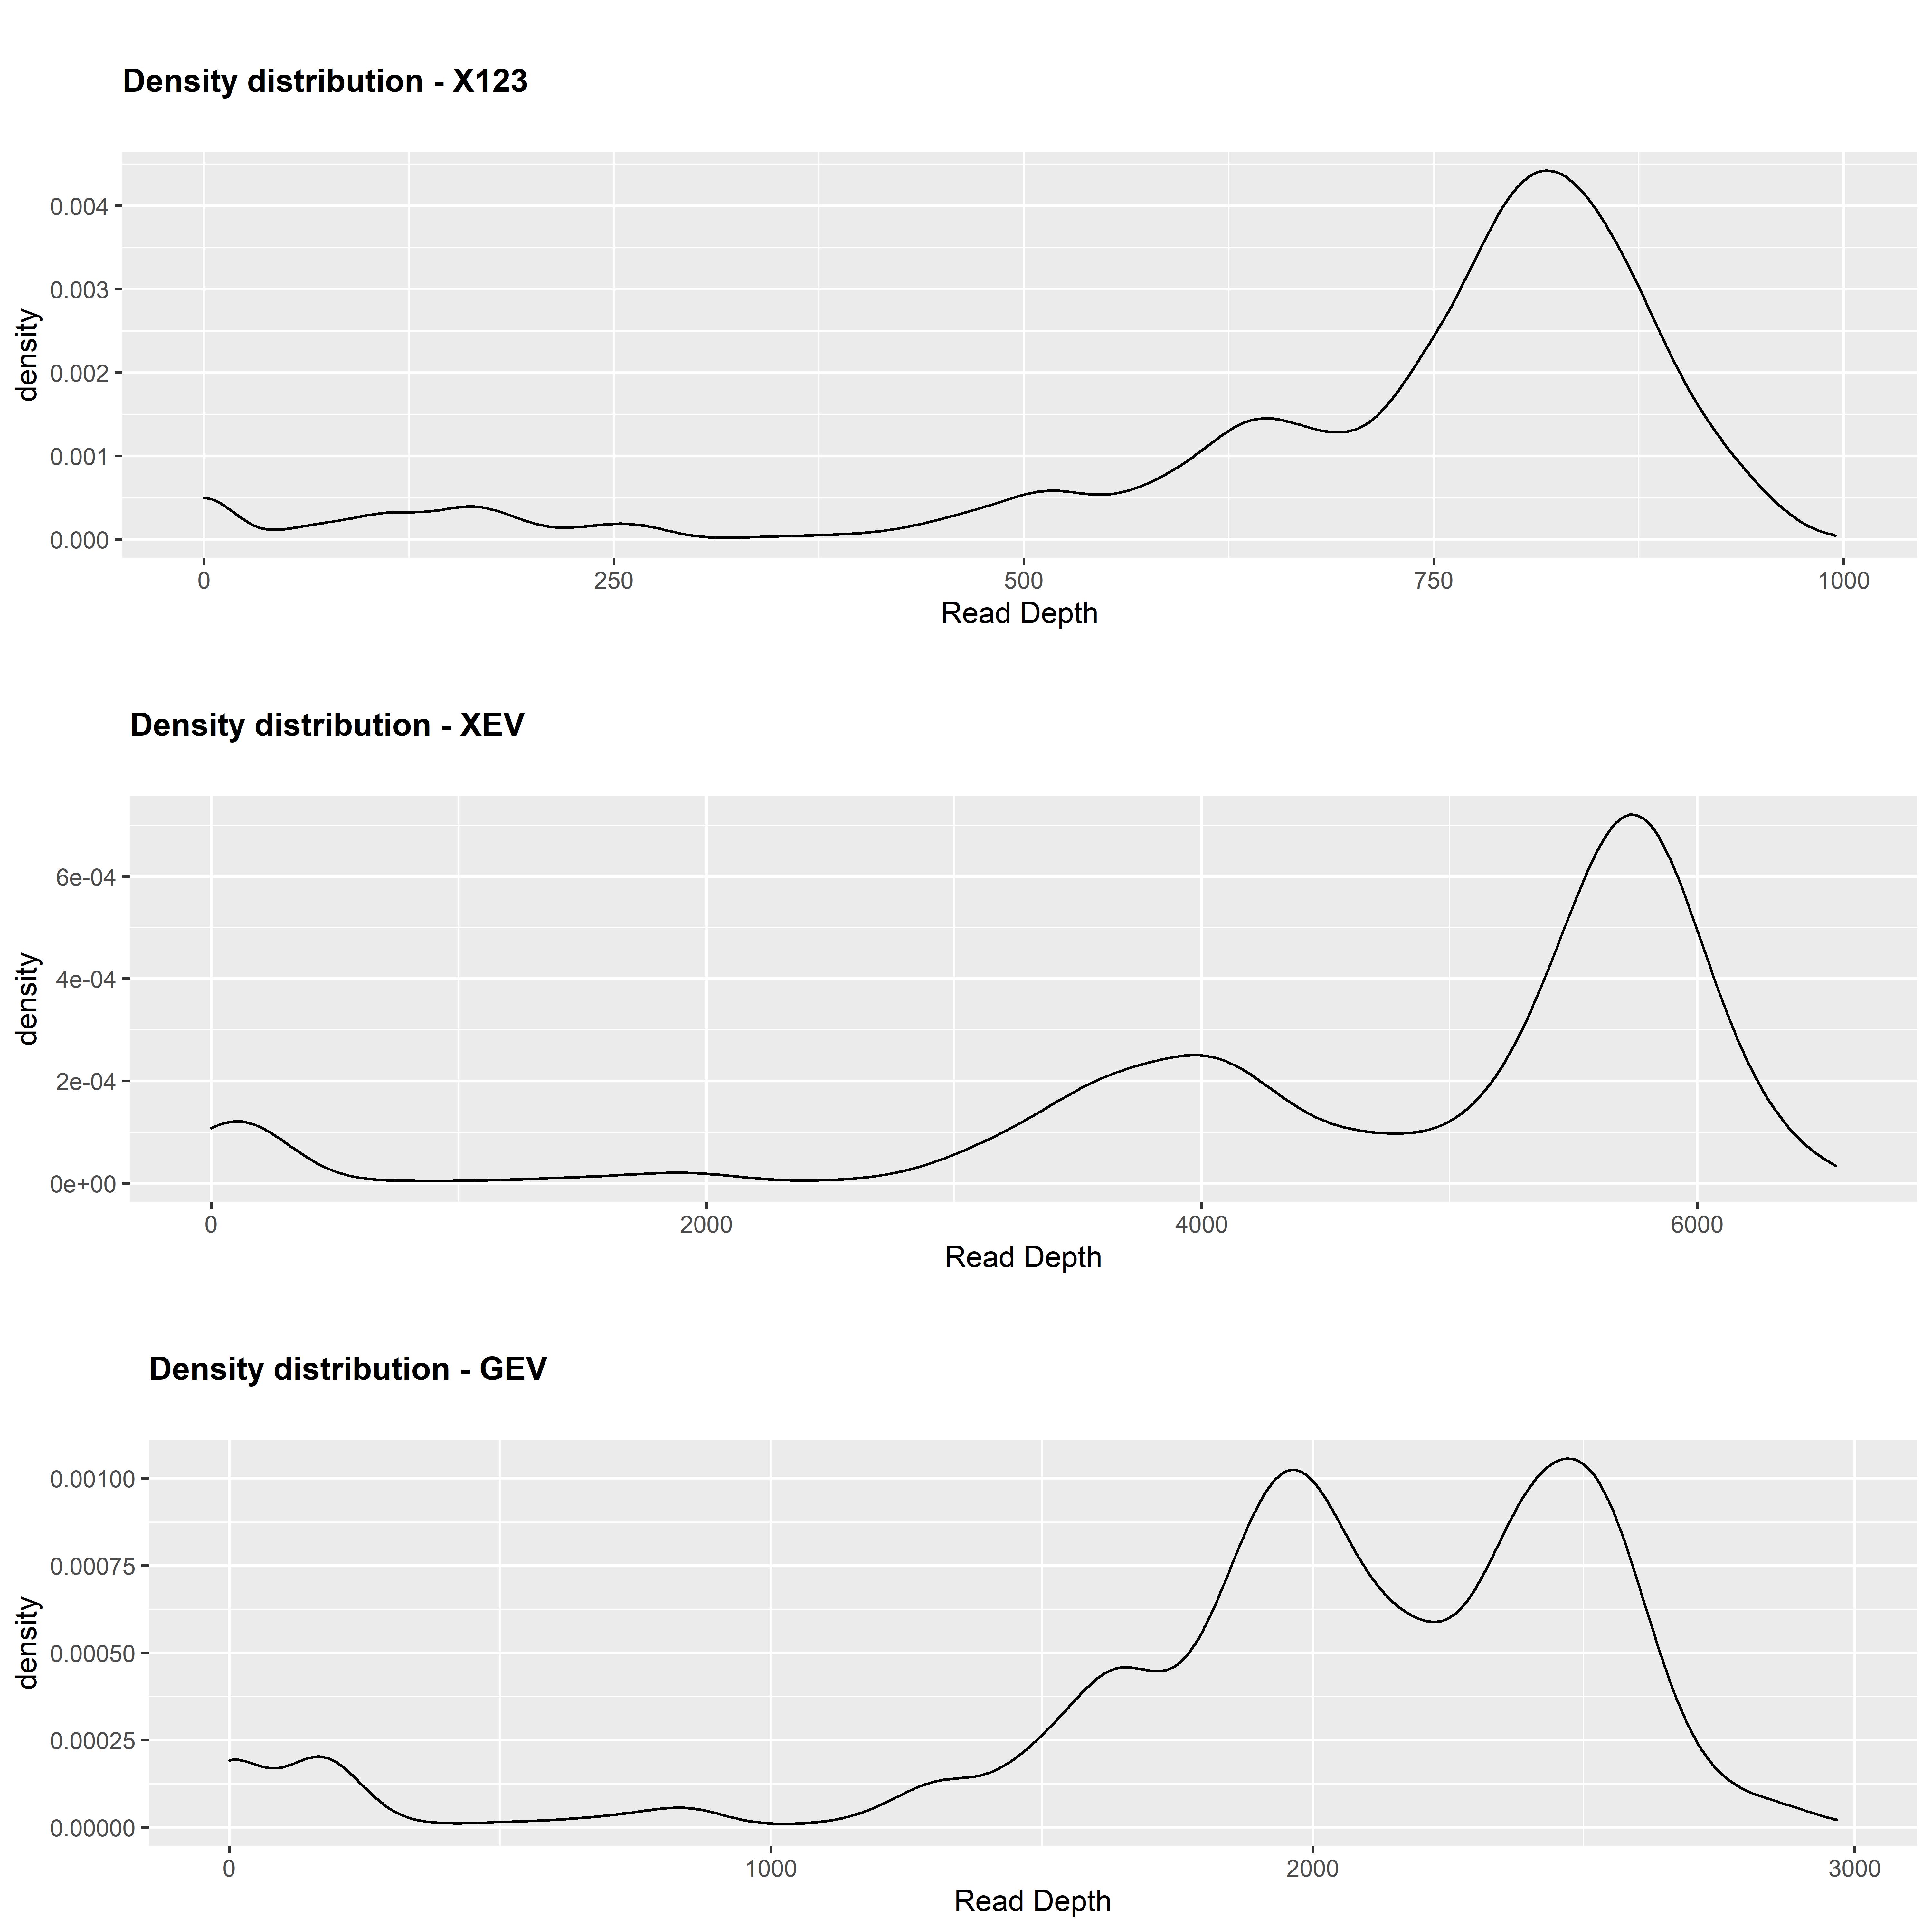 Density distribution - X123
density
0.004
0.003
0.002
0.001
0.000
0 250 500 750 1000
Read Depth
Density distribution - XEV
density
6e-04
4e-04
2e-04
0e+00
0 2000 4000 6000
Read Depth
Density distribution - GEV
density
0.00100
0.00075
0.00050
0.00025
0.00000
0 1000 2000 3000
Read Depth